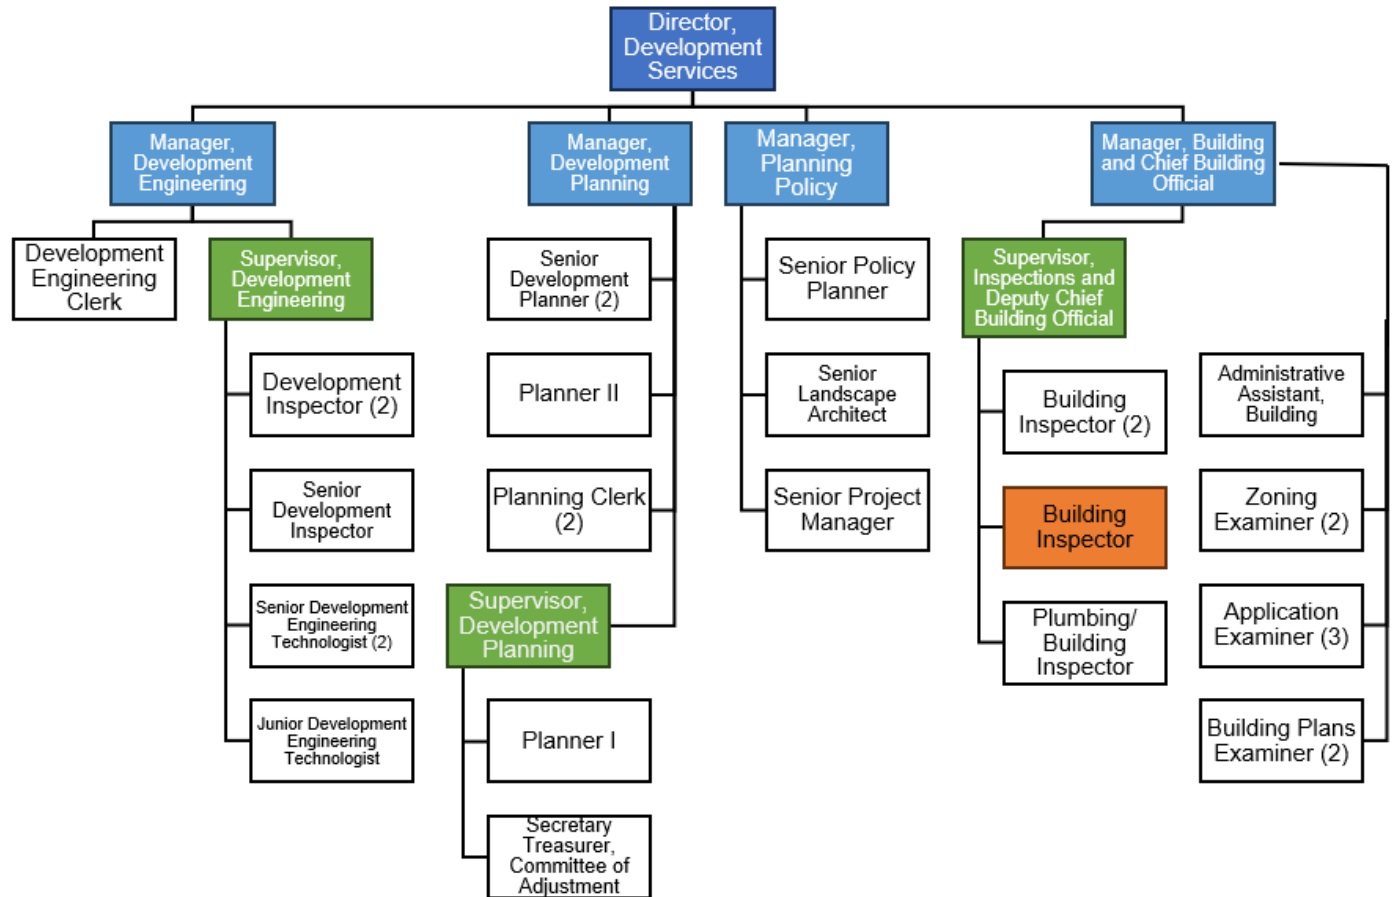 Director,
Development
Services
Manager,
Development
Engineering
Manager,
Development
Planning
Manager,
Planning
Policy
Manager, Building
and Chief Building
Official
Development
Engineering
Clerk
Supervisor,
Development
Engineering
Development
Inspector (2)
Senior
Development
Inspector
Senior Development
Engineering
Technologist (2)
Junior Development
Engineering
Technologist
Senior
Development
Planner (2)
Planner II
Planning Clerk
(2)
Supervisor,
Development
Planning
Planner I
Secretary
Treasurer,
Committee of
Adjustment
Senior Policy
Planner
Senior
Landscape
Architect
Senior Project
Manager
Supervisor,
Inspections and
Deputy Chief
Building Official
Building
Inspector (2)
Building
Inspector
Plumbing/
Building
Inspector
Administrative
Assistant,
Building
Zoning
Examiner (2)
Application
Examiner (3)
Building Plans
Examiner (2)